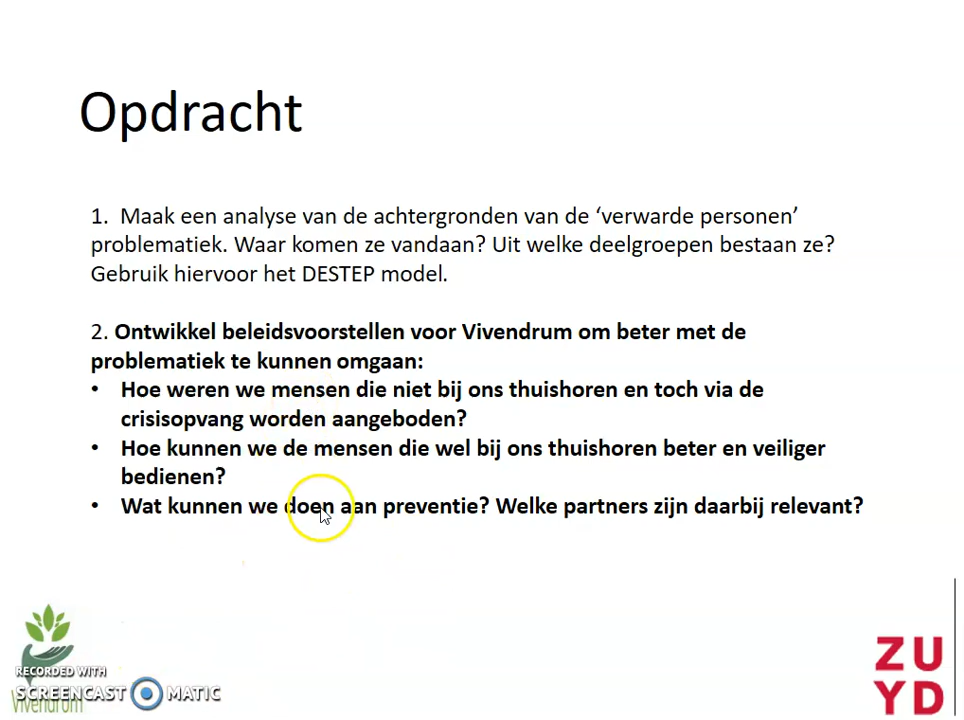 Opdracht
1. Maak een analyse van de achtergronden van de ‘verwarde personen’
problematiek. Waar komen ze vandaan? Uit welke deelgroepen bestaan ze?
Gebruik hiervoor het DESTEP model.
2. Ontwikkel beleidsvoorstellen voor Vivendrum om beter met de
problematiek te kunnen omgaan:
• Hoe weren we mensen die niet bij ons thuishoren en toch via de
crisisopvang worden aangeboden?
• Hoe kunnen we de mensen die wel bij ons thuishoren beter en veiliger
bedienen?
• Wat kunnen we doen aan preventie? Welke partners zijn daarbij relevant?
RECORDED WITH
SCREENCAST MATIC
Vivendrom
ZU
YD